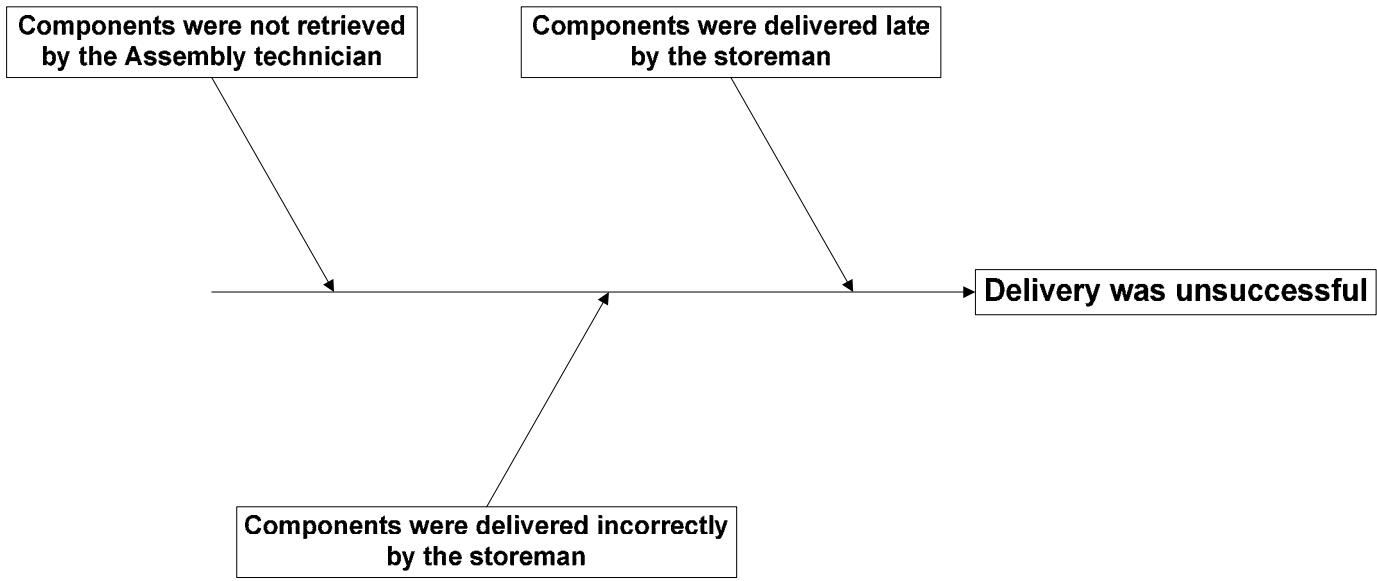 Components were not retrieved
by the Assembly technician
Components were delivered late
by the storeman
Delivery was unsuccessful
Components were delivered incorrectly
by the storeman